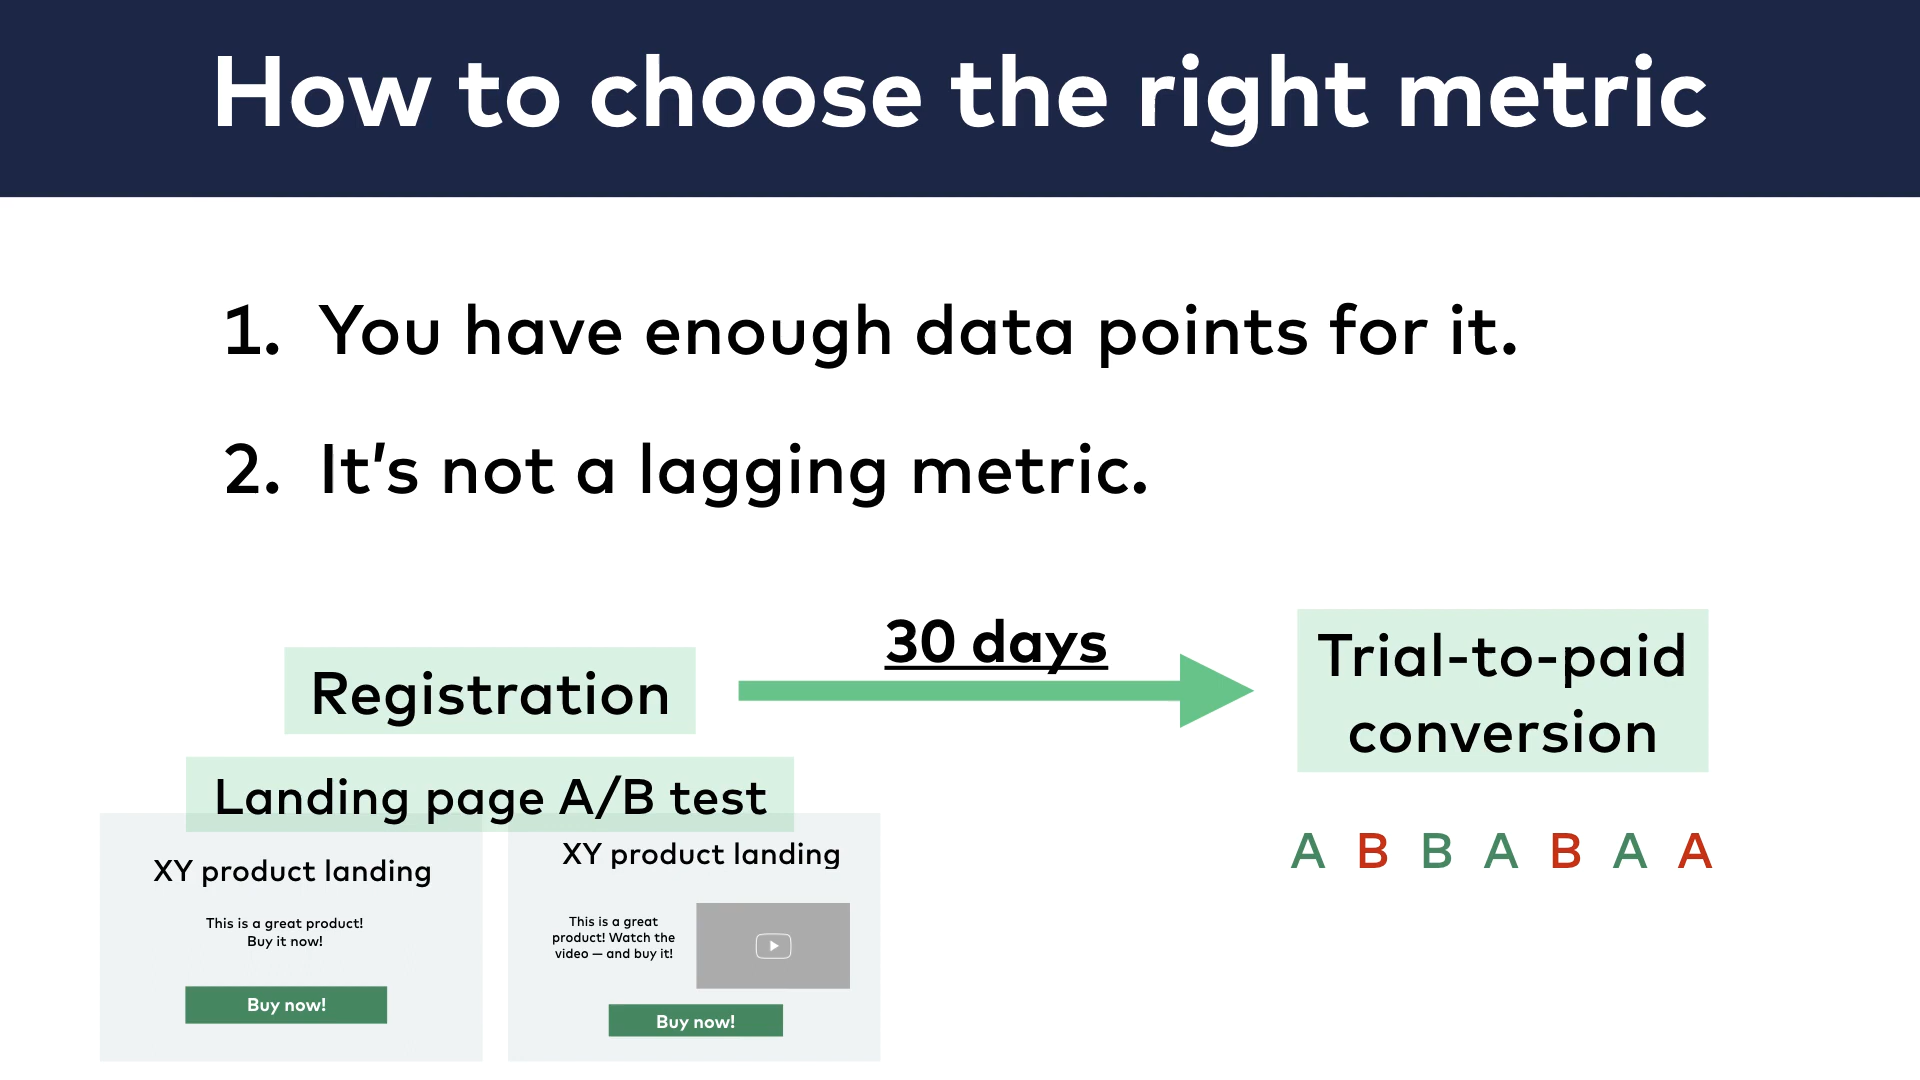 How to choose the right metric
1. You have enough data points for it.
2. It’s not a lagging metric.
30 days
Registration
Trial-to-paid
conversion
Landing page A/B test
XY product landing
This is a great product!
Buy it now!
Buy now!
XY product landing
This is a great
product! Watch the
video — and buy it!
Buy now!
A B B A B A A